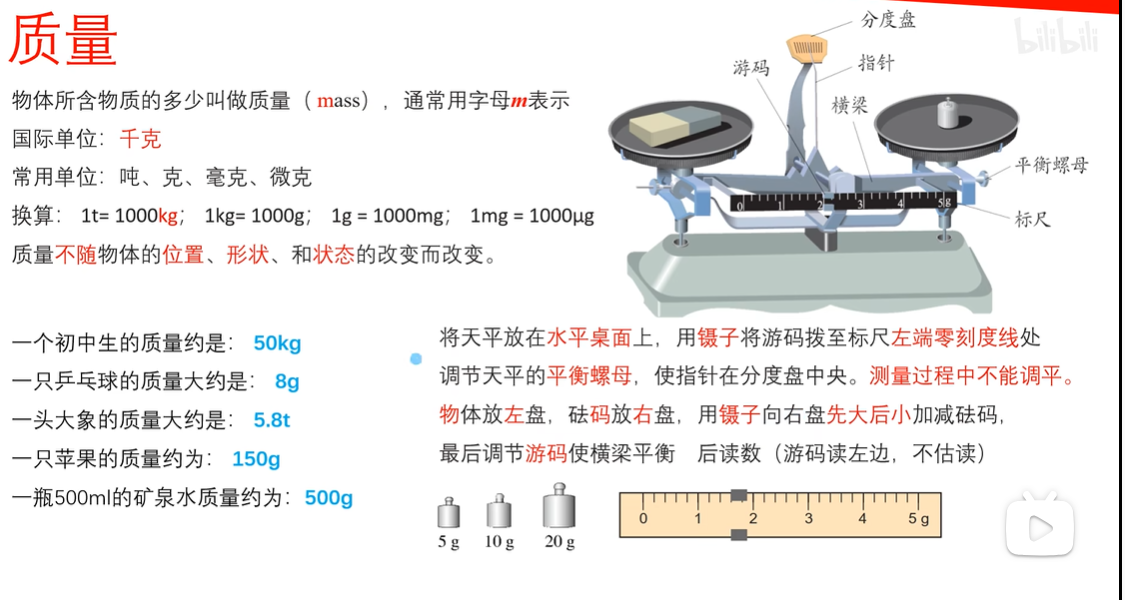 质量
bilibili
物体所含物质的多少叫做质量（mass），通常用字母m表示
国际单位：千克
常用单位：吨、克、毫克、微克
换算： 1t= 1000kg； 1kg= 1000g； 1g = 1000mg； 1mg = 1000μg
质量不随物体的位置、形状、和状态的改变而改变。
分度盘
指针
游码
横梁
平衡螺母
标尺
0 1 2 3 4 5g
一个初中生的质量约是： 50kg
一只乒乓球的质量大约是： 8g
一头大象的质量大约是： 5.8t
一只苹果的质量约为： 150g
一瓶500ml的矿泉水质量约为：500g
将天平放在水平桌面上，用镊子将游码拨至标尺左端零刻度线处
调节天平的平衡螺母，使指针在分度盘中央。测量过程中不能调平。
物体放左盘，砝码放右盘，用镊子向右盘先大后小加减砝码，
最后调节游码使横梁平衡 后读数（游码读左边，不估读）
5 g 10 g 20 g
0 1 2 3 4 5 g